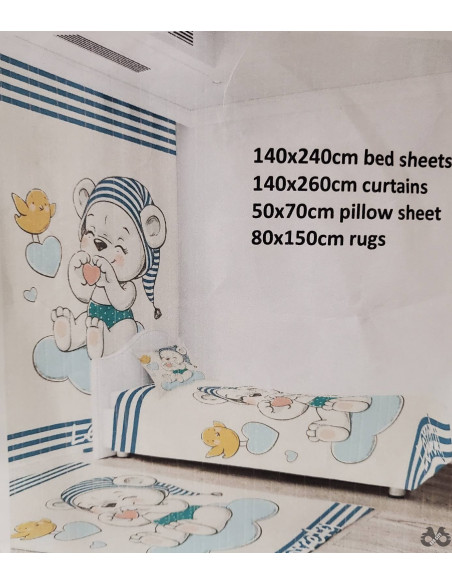 140x240cm bed sheets
140x260cm curtains
50x70cm pillow sheet
80x150cm rugs